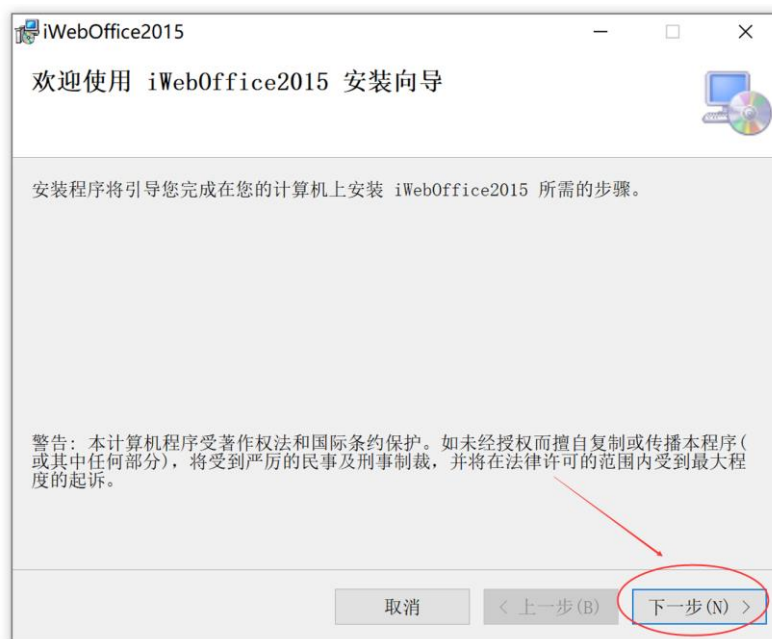 iWebOffice2015
欢迎使用 iWebOffice2015 安装向导
安装程序将引导您完成在您的计算机上安装 iWebOffice2015 所需的步骤。
警告: 本计算机程序受著作权法和国际条约保护。如未经授权而擅自复制或传播本程序(
或其中任何部分)，将受到严厉的民事及刑事制裁，并将在法律许可的范围内受到最大程
度的起诉。
取消 < 上一步(B) 下一步(N) >